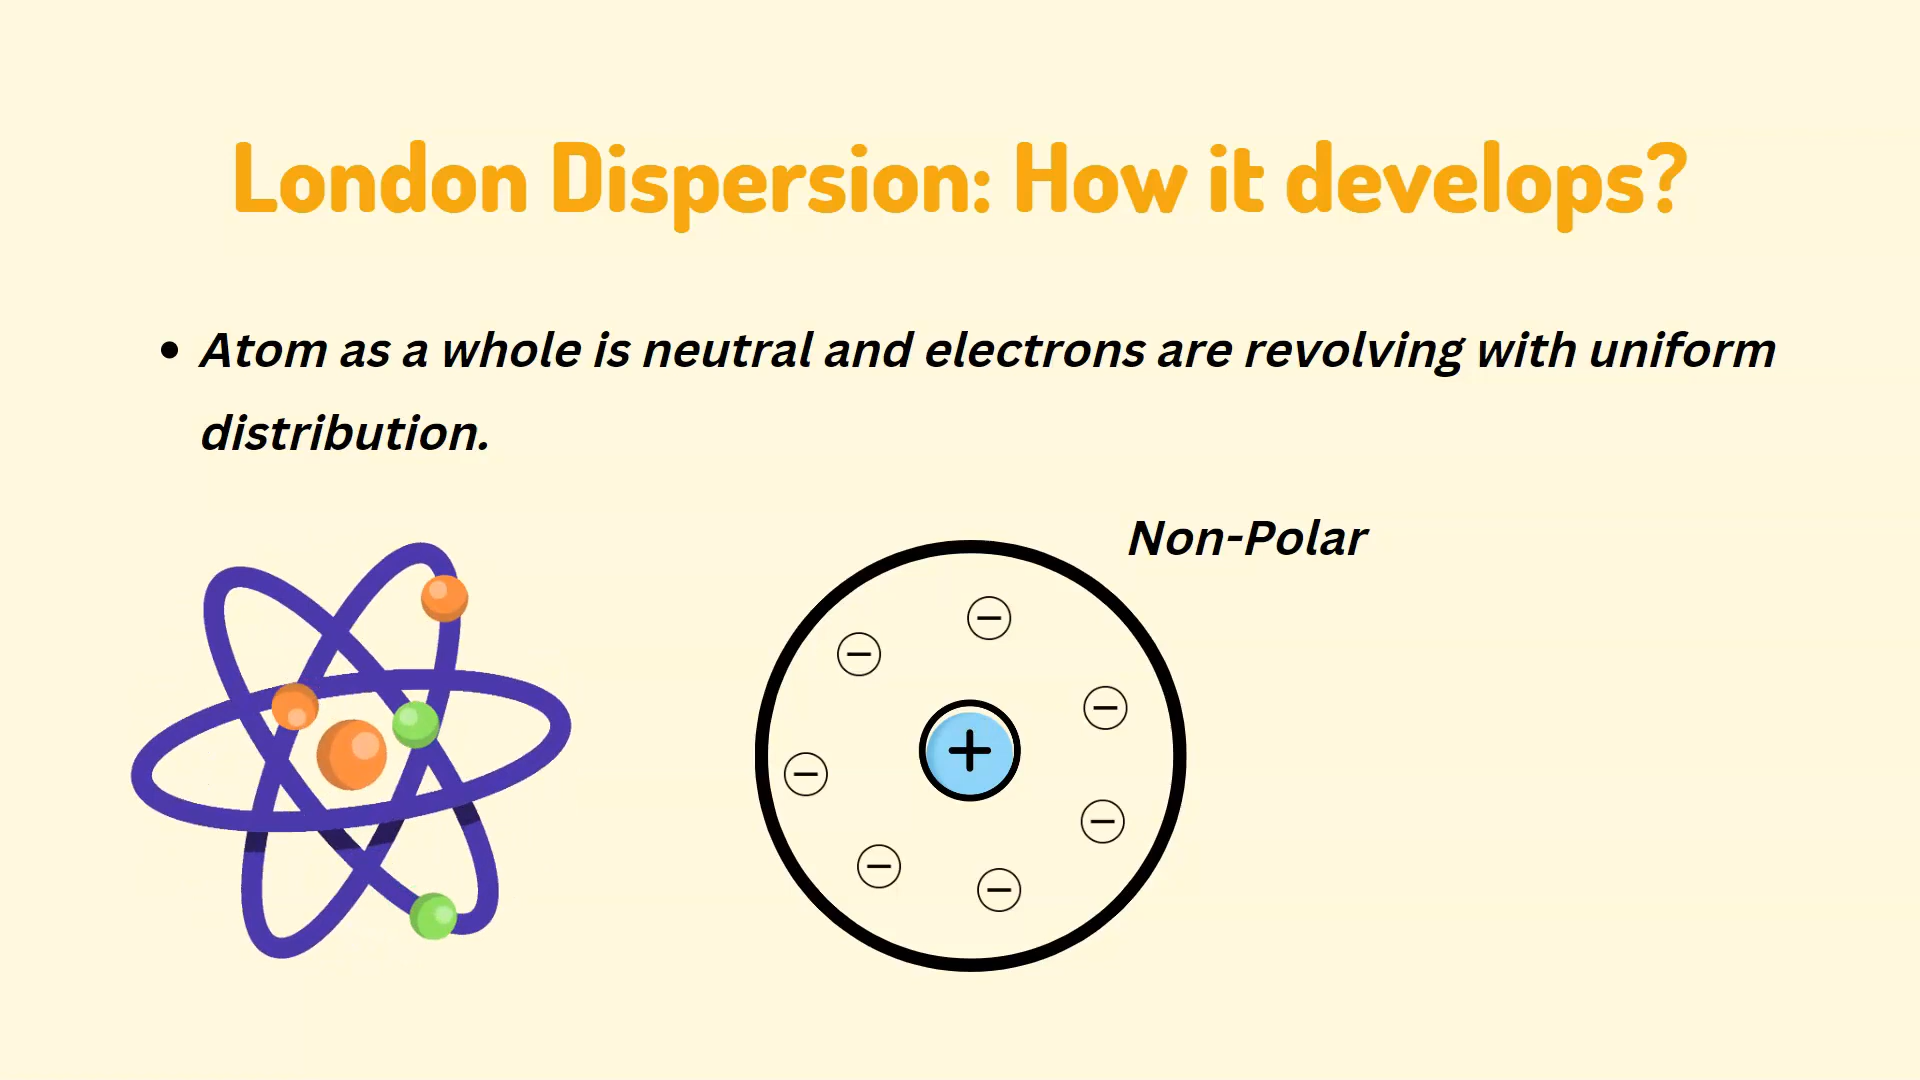 London Dispersion: How it develops?
• Atom as a whole is neutral and electrons are revolving with uniform
distribution.
Non-Polar